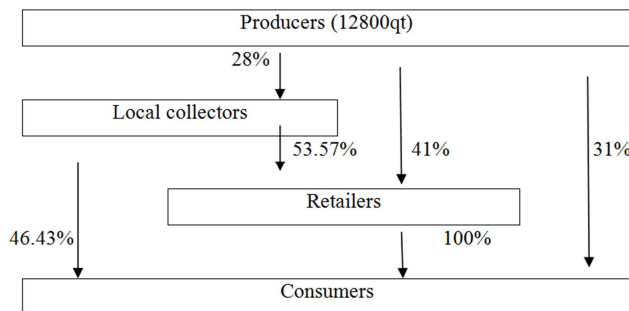 Producers (12800qt)
28%
Local collectors
53.57%
41%
31%
Retailers
46.43%
100%
Consumers